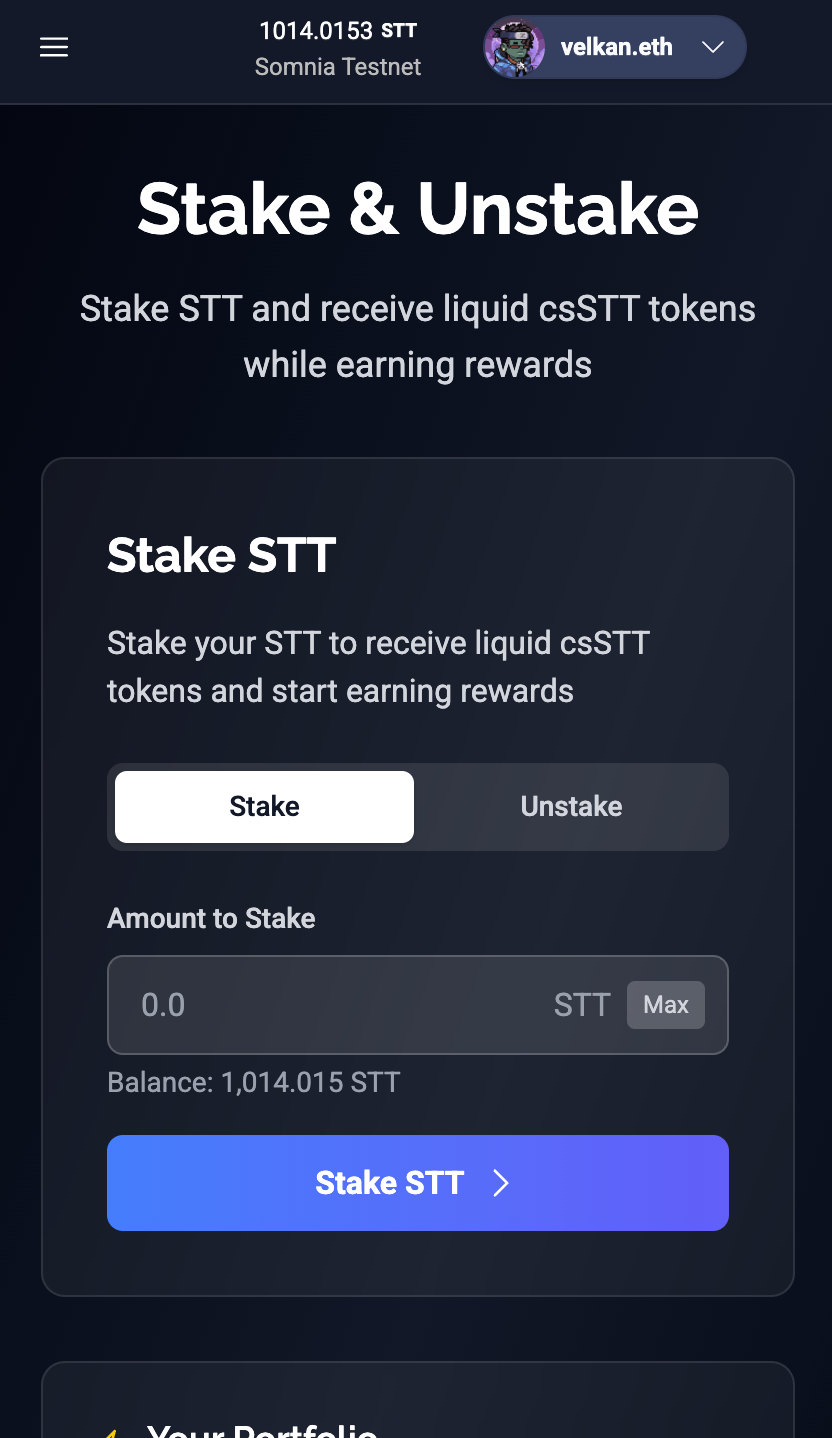 1014.0153 STT
Somnia Testnet
velkan.eth
Stake & Unstake
Stake STT and receive liquid csSTT tokens
while earning rewards
Stake STT
Stake your STT to receive liquid csSTT
tokens and start earning rewards
Stake
Unstake
Amount to Stake
0.0 STT Max
Balance: 1,014.015 STT
Stake STT
Your Portfolio